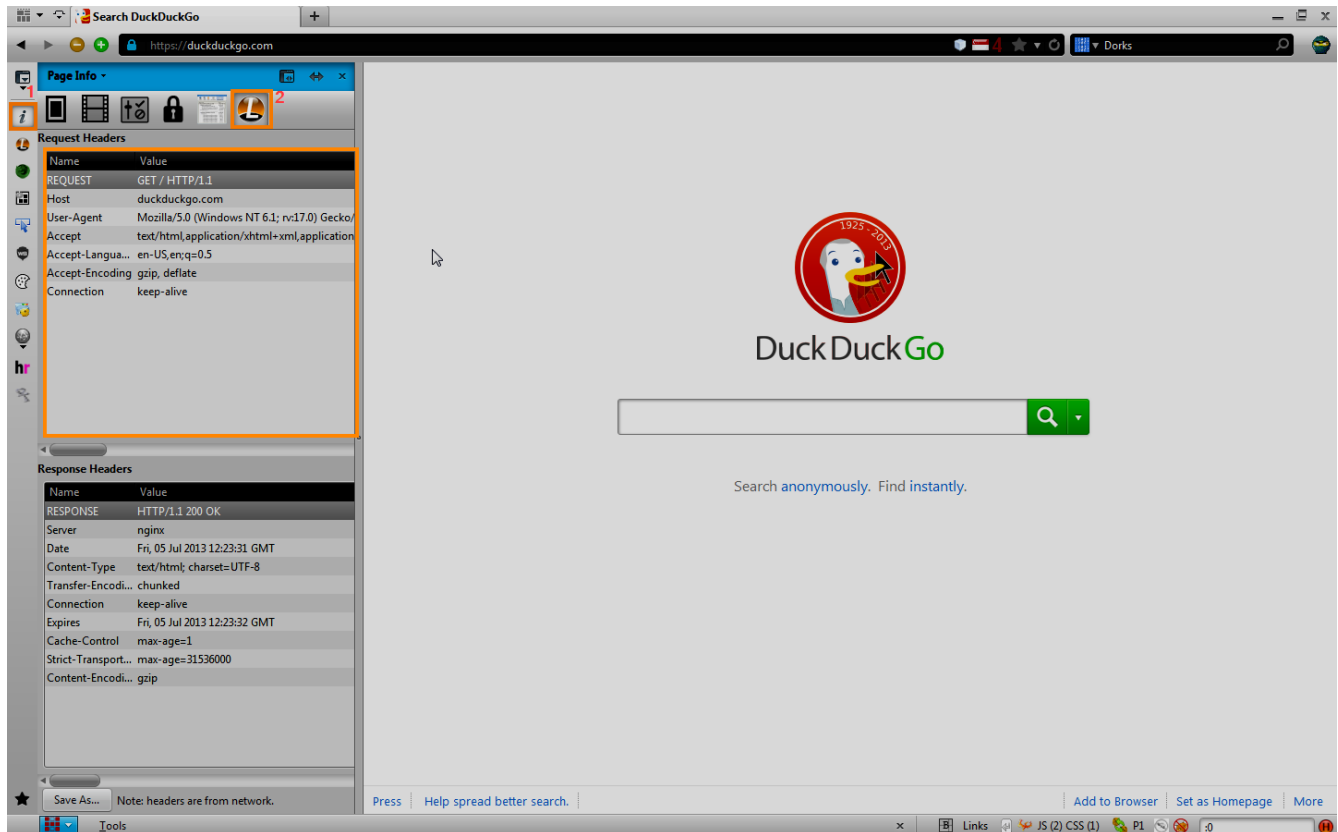 Search DuckDuckGo
+
https://duckduckgo.com
4
Dorks
Page Info
1
2
i
Request Headers
Name Value
REQUEST GET / HTTP/1.1
Host duckduckgo.com
User-Agent Mozilla/5.0 (Windows NT 6.1; rv:17.0) Gecko/
Accept text/html,application/xhtml+xml,application
Accept-Langua... en-US,en;q=0.5
Accept-Encoding gzip, deflate
Connection keep-alive
hr
Response Headers
Name Value
RESPONSE HTTP/1.1 200 OK
Server nginx
Date Fri, 05 Jul 2013 12:23:31 GMT
Content-Type text/html; charset=UTF-8
Transfer-Encodi... chunked
Connection keep-alive
Expires Fri, 05 Jul 2013 12:23:32 GMT
Cache-Control max-age=1
Strict-Transport... max-age=31536000
Content-Encodi... gzip
Save As... Note: headers are from network.
1925 - 2013
DuckDuckGo
Search anonymously. Find instantly.
Press Help spread better search. Add to Browser Set as Homepage More
Tools x B Links JS (2) CSS (1) P1 :0